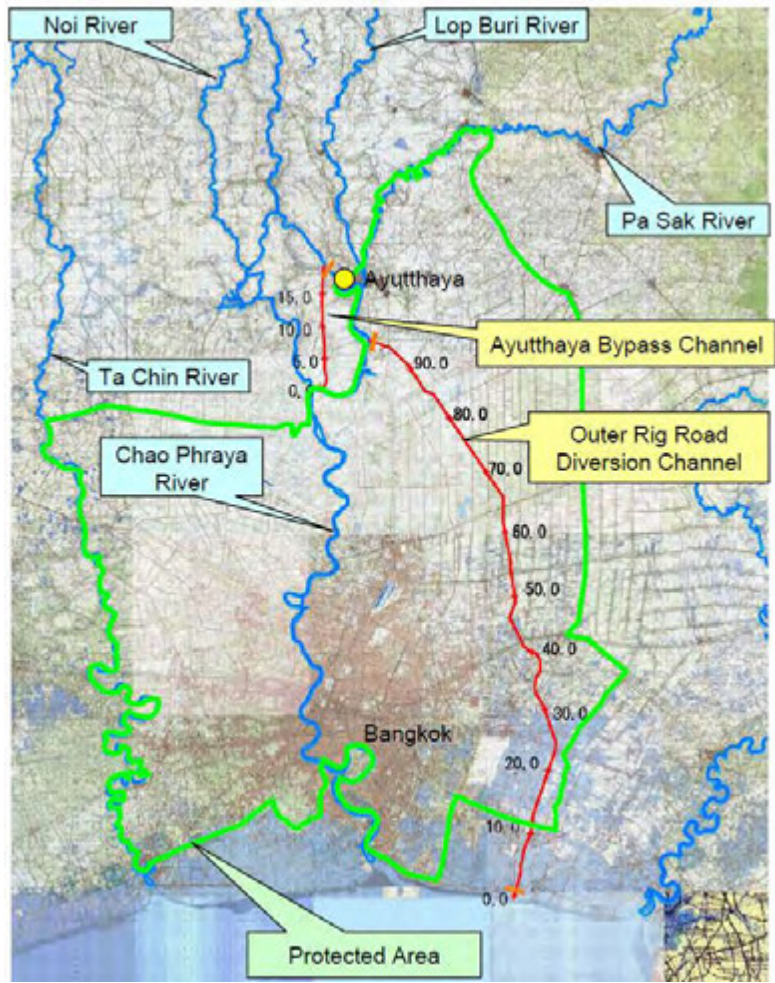 Noi River
Lop Buri River
Pa Sak River
Ayutthaya
15.0
10.0
5.0
0.0
Ayutthaya Bypass Channel
90.0
Ta Chin River
80.0
Outer Rig Road
Diversion Channel
Chao Phraya
River
70.0
60.0
50.0
40.0
30.0
Bangkok
20.0
10.0
0.0
Protected Area